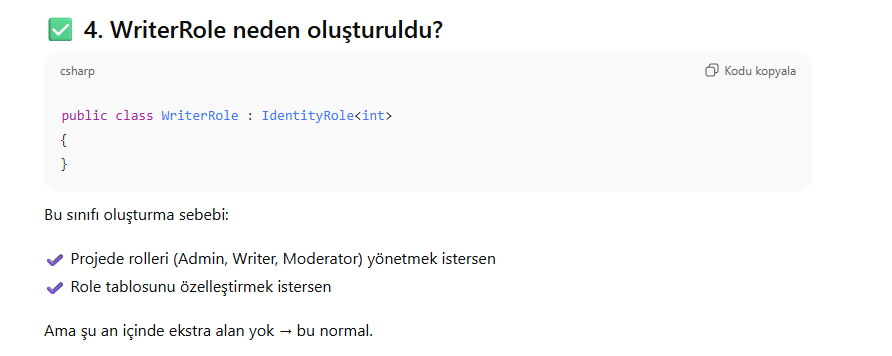 ✅ 4. WriterRole neden oluşturuldu?
csharp
Kodu kopyala
public class WriterRole : IdentityRole<int>
{
}
Bu sınıfı oluşturma sebebi:
✔ Projede rolleri (Admin, Writer, Moderator) yönetmek istersen
✔ Role tablosunu özelleştirmek istersen
Ama şu an içinde ekstra alan yok → bu normal.